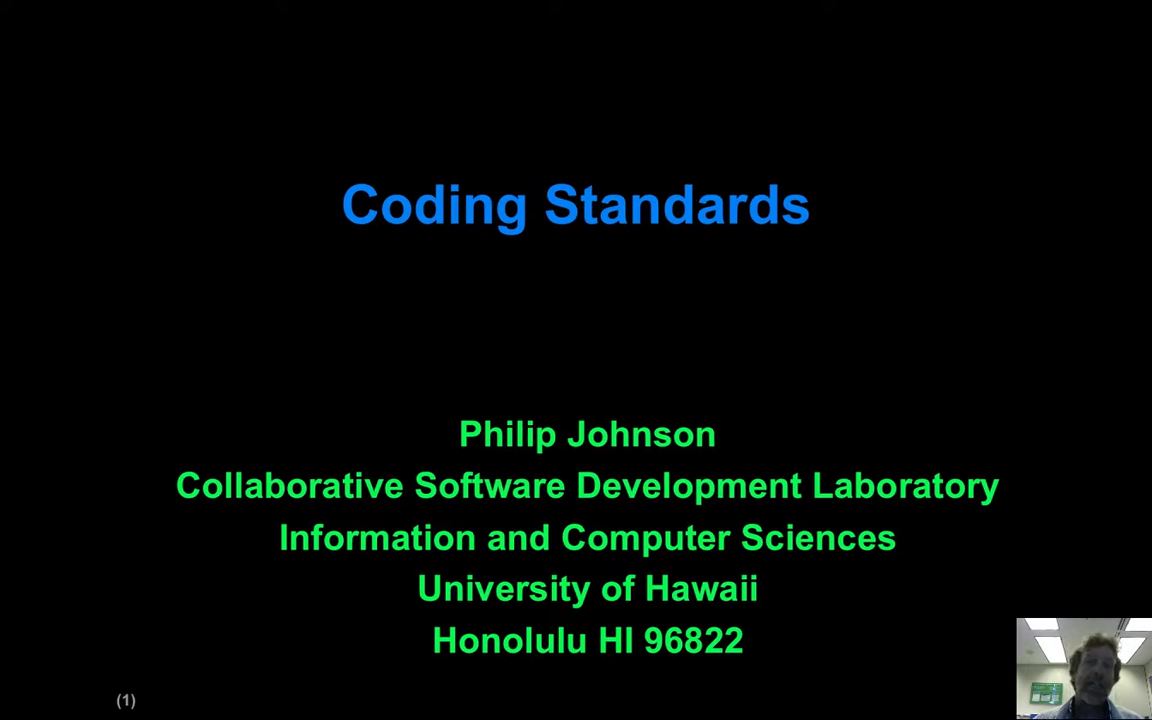 Coding Standards
Philip Johnson
Collaborative Software Development Laboratory
Information and Computer Sciences
University of Hawaii
Honolulu HI 96822
(1)